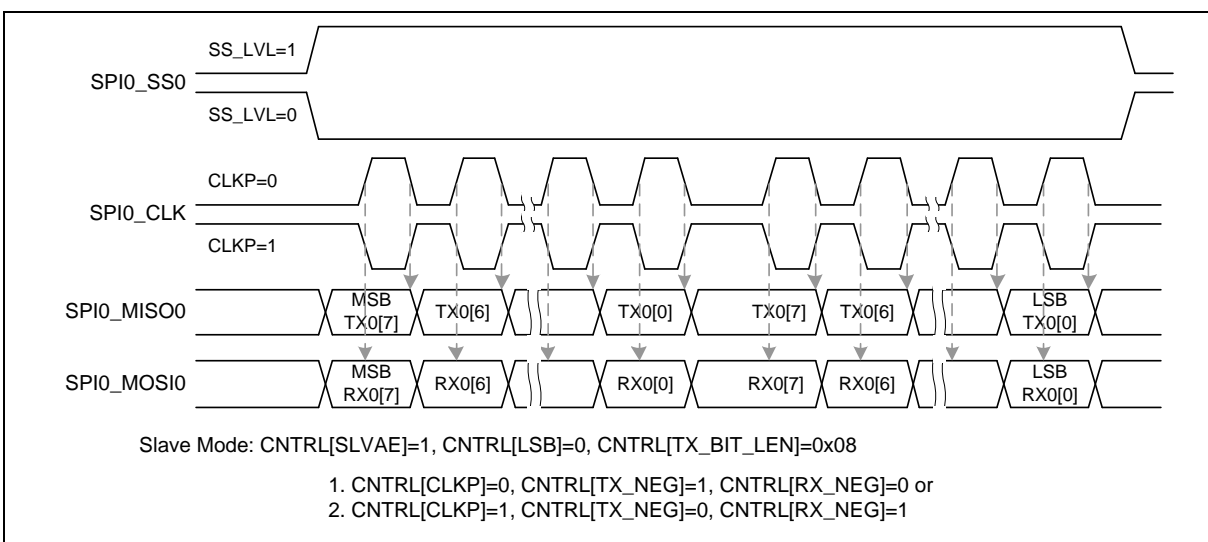 SS_LVL=1
SPI0_SS0
SS_LVL=0
CLKP=0
SPI0_CLK
CLKP=1
SPI0_MISO0 MSB TX0[7] TX0[6] TX0[0] TX0[7] TX0[6] LSB TX0[0]
SPI0_MOSI0 MSB RX0[7] RX0[6] RX0[0] RX0[7] RX0[6] LSB RX0[0]
Slave Mode: CNTRL[SLVAE]=1, CNTRL[LSB]=0, CNTRL[TX_BIT_LEN]=0x08
1. CNTRL[CLKP]=0, CNTRL[TX_NEG]=1, CNTRL[RX_NEG]=0 or
2. CNTRL[CLKP]=1, CNTRL[TX_NEG]=0, CNTRL[RX_NEG]=1